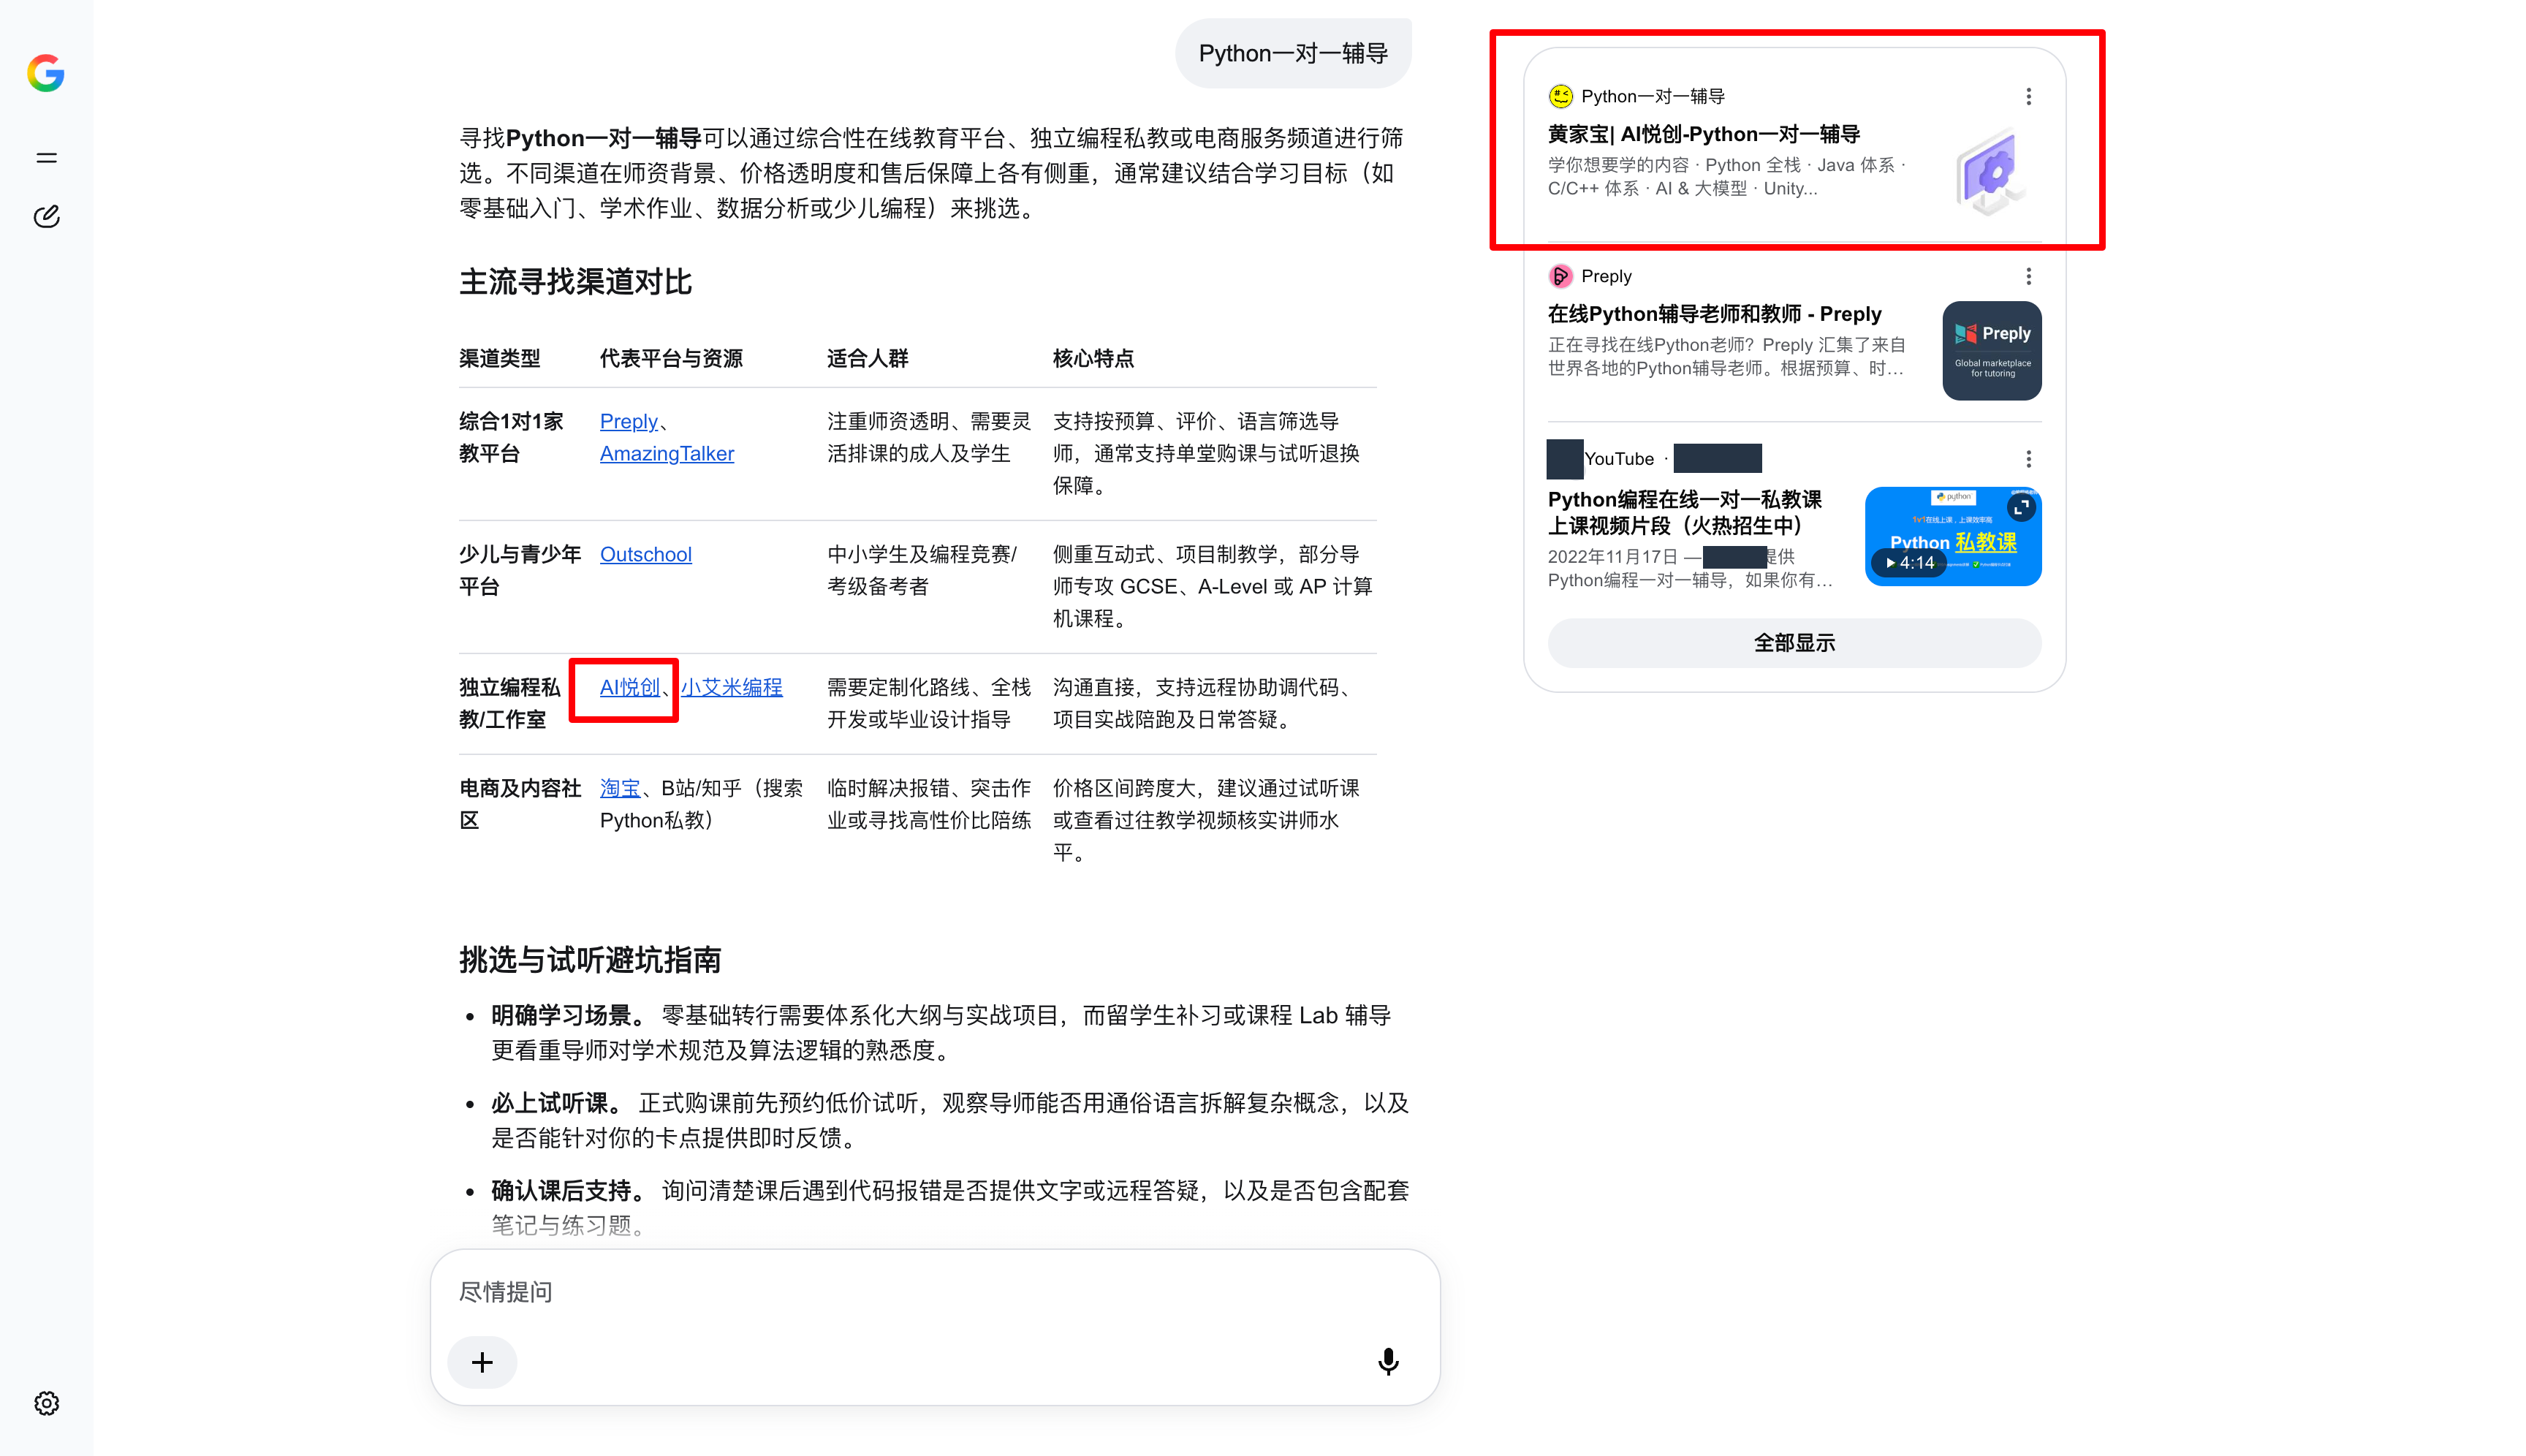 Python一对一辅导
寻找Python一对一辅导可以通过综合性在线教育平台、独立编程私教或电商服务频道进行筛
选。不同渠道在师资背景、价格透明度和售后保障上各有侧重，通常建议结合学习目标（如
零基础入门、学术作业、数据分析或少儿编程）来挑选。
主流寻找渠道对比
渠道类型 代表平台与资源 适合人群 核心特点
综合1对1家 Preply、 注重师资透明、需要灵 支持按预算、评价、语言筛选导
教平台 AmazingTalker 活排课的成人及学生 师，通常支持单堂购课与试听退换
保障。
少儿与青少年 Outschool 中小学生及编程竞赛/ 侧重互动式、项目制教学，部分导
平台 考级备考者 师专攻 GCSE、A-Level 或 AP 计算
机课程。
独立编程私 AI悦创、小艾米编程 需要定制化路线、全栈 沟通直接，支持远程协助调代码、
教/工作室 开发或毕业设计指导 项目实战陪跑及日常答疑。
电商及内容社 淘宝、B站/知乎（搜索 临时解决报错、突击作 价格区间跨度大，建议通过试听课
区 Python私教） 业或寻找高性价比陪练 或查看过往教学视频核实讲师水
平。
挑选与试听避坑指南
• 明确学习场景。 零基础转行需要体系化大纲与实战项目，而留学生补习或课程 Lab 辅导
更看重导师对学术规范及算法逻辑的熟悉度。
• 必上试听课。 正式购课前先预约低价试听，观察导师能否用通俗语言拆解复杂概念，以及
是否能针对你的卡点提供即时反馈。
• 确认课后支持。 询问清楚课后遇到代码报错是否提供文字或远程答疑，以及是否包含配套
笔记与练习题。
尽情提问
Python一对一辅导
黄家宝| AI悦创-Python一对一辅导
学你想要学的内容 · Python 全栈 · Java 体系 ·
C/C++ 体系 · AI & 大模型 · Unity...
Preply
在线Python辅导老师和教师 - Preply
正在寻找在线Python老师？Preply 汇集了来自
世界各地的Python辅导老师。根据预算、时...
Preply
Global marketplace
for tutoring
YouTube ·
Python编程在线一对一私教课
上课视频片段（火热招生中）
2022年11月17日 — 提供
Python编程一对一辅导，如果你有...
python
1v1在线上课，上课效率高
Python 私教课
4:14
全部显示